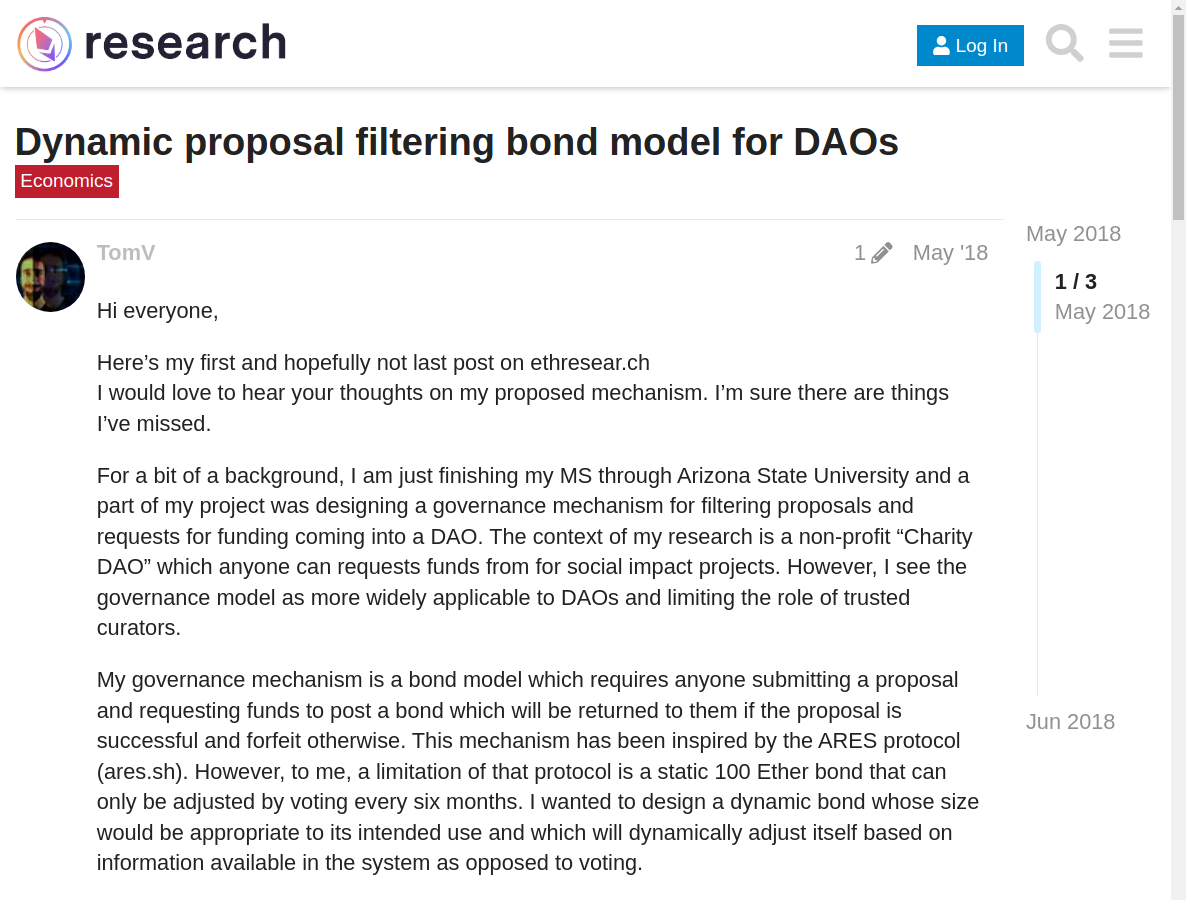 research
Log In
Dynamic proposal filtering bond model for DAOs
Economics
TomV
1
May '18
May 2018
1 / 3
May 2018
Jun 2018
Hi everyone,
Here’s my first and hopefully not last post on ethresear.ch
I would love to hear your thoughts on my proposed mechanism. I’m sure there are things
I’ve missed.
For a bit of a background, I am just finishing my MS through Arizona State University and a
part of my project was designing a governance mechanism for filtering proposals and
requests for funding coming into a DAO. The context of my research is a non-profit “Charity
DAO” which anyone can requests funds from for social impact projects. However, I see the
governance model as more widely applicable to DAOs and limiting the role of trusted
curators.
My governance mechanism is a bond model which requires anyone submitting a proposal
and requesting funds to post a bond which will be returned to them if the proposal is
successful and forfeit otherwise. This mechanism has been inspired by the ARES protocol
(ares.sh). However, to me, a limitation of that protocol is a static 100 Ether bond that can
only be adjusted by voting every six months. I wanted to design a dynamic bond whose size
would be appropriate to its intended use and which will dynamically adjust itself based on
information available in the system as opposed to voting.